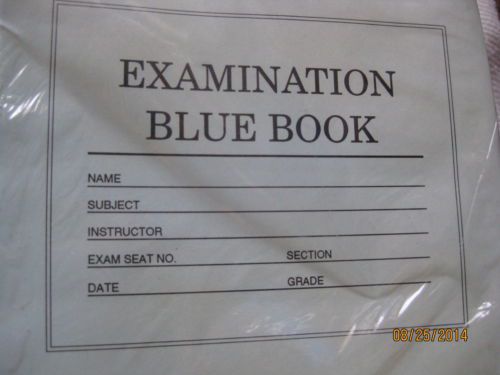 EXAMINATION
BLUE BOOK
NAME
SUBJECT
INSTRUCTOR
EXAM SEAT NO. SECTION
DATE GRADE
08/25/2014